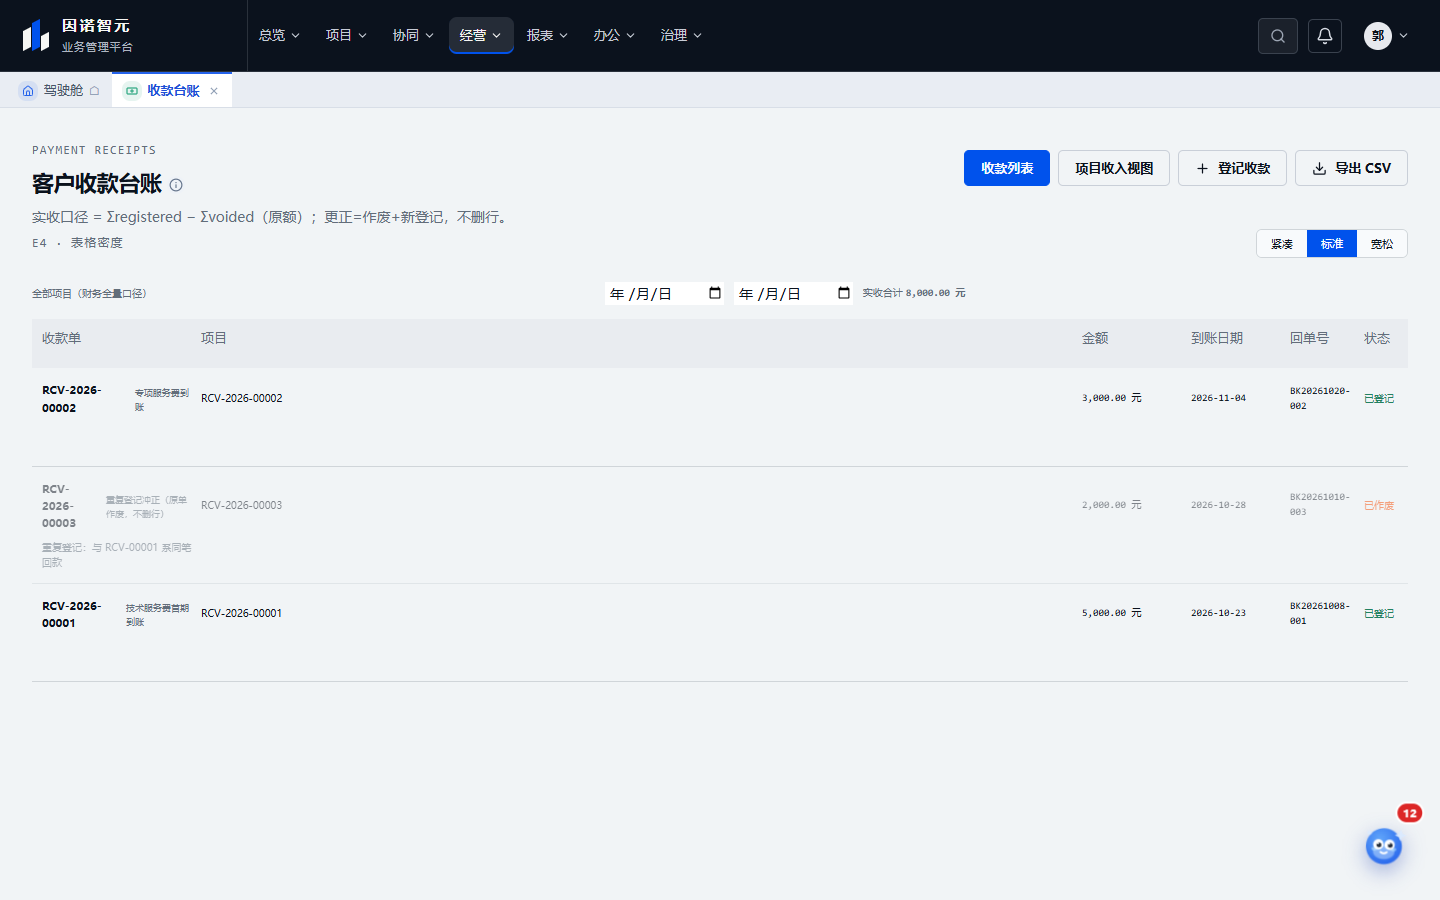 因诺智元
业务管理平台
总览 项目 协同 经营 报表 办公 治理 郭
驾驶舱 收款台账
PAYMENT RECEIPTS
客户收款台账
收款列表 项目收入视图 登记收款 导出 CSV
实收口径 = Σregistered − Σvoided（原额）；更正=作废+新登记，不删行。
E4 · 表格密度
紧凑 标准 宽松
全部项目（财务全量口径） 年 /月/日 年 /月/日 实收合计 8,000.00 元
收款单 项目 金额 到账日期 回单号 状态
RCV-2026-00002 专项服务费到账 RCV-2026-00002 3,000.00 元 2026-11-04 BK20261020-002 已登记
RCV-2026-00003 重复登记冲正（原单作废，不删行） RCV-2026-00003 2,000.00 元 2026-10-28 BK20261010-003 已作废
重复登记：与 RCV-00001 系同笔回款
RCV-2026-00001 技术服务费首期到账 RCV-2026-00001 5,000.00 元 2026-10-23 BK20261008-001 已登记
12